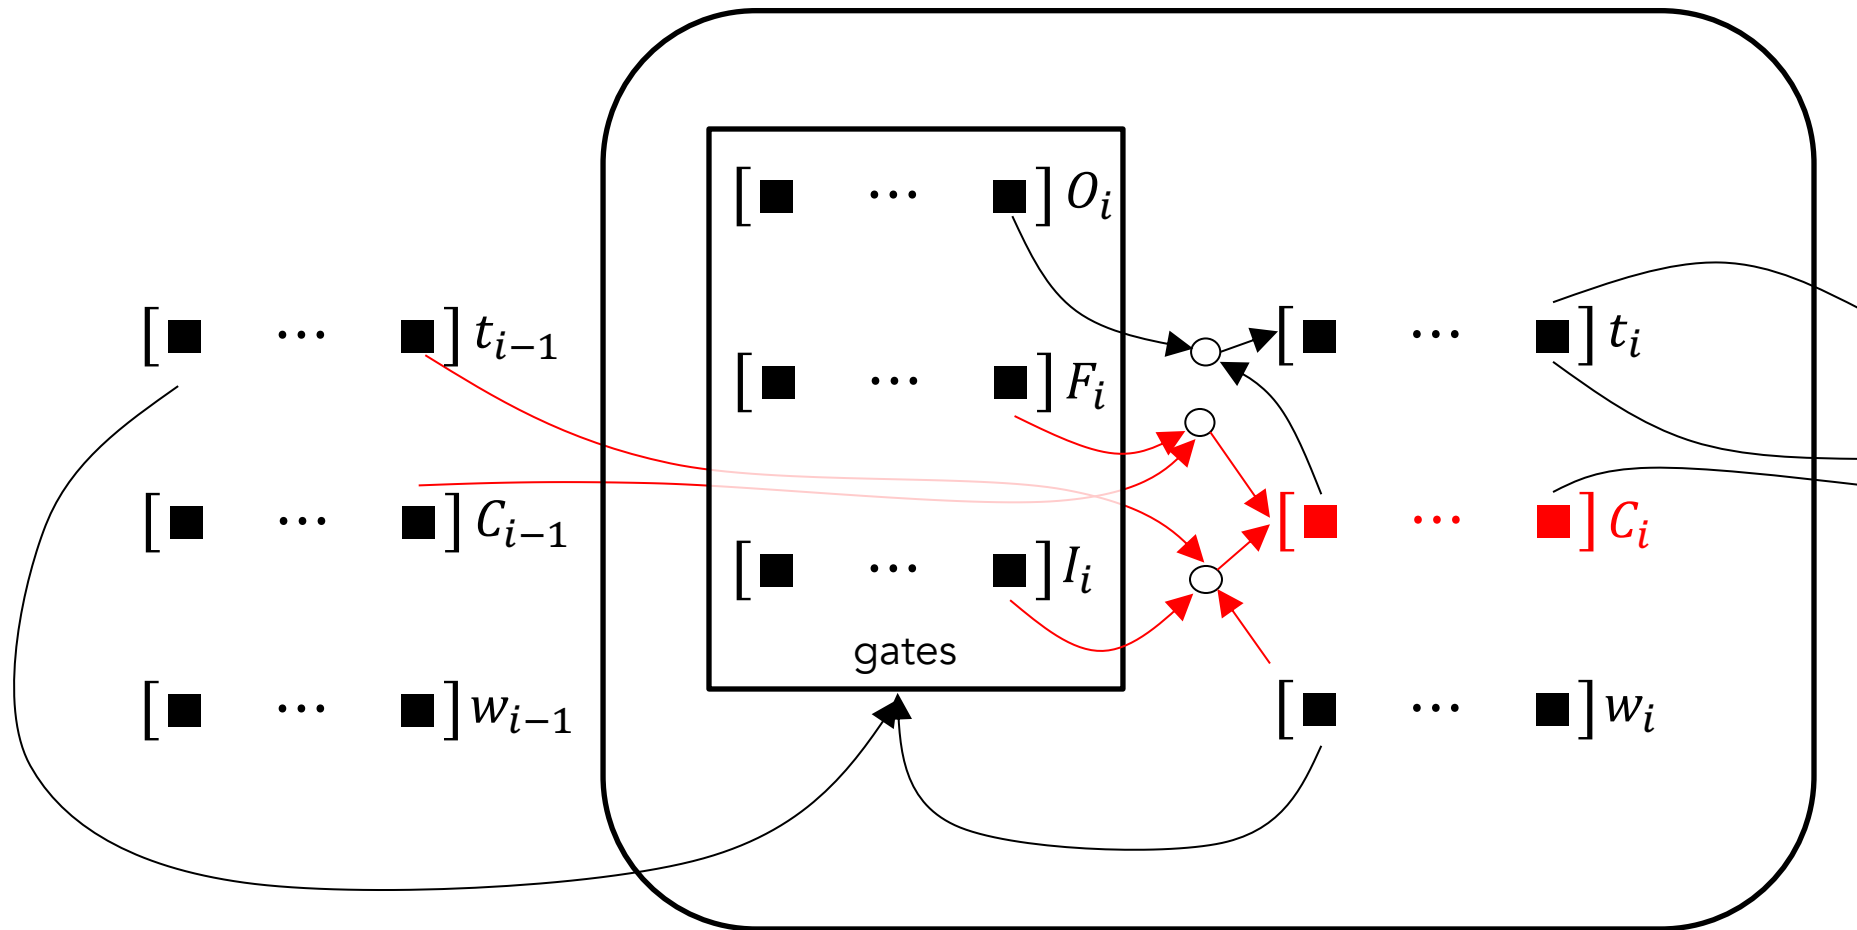 [■ ⋯ ■] O_i
[■ ⋯ ■] t_{i−1}
[■ ⋯ ■] F_i
[■ ⋯ ■] t_i
[■ ⋯ ■] C_{i−1}
[■ ⋯ ■] I_i
[■ ⋯ ■] C_i
gates
[■ ⋯ ■] w_{i−1}
[■ ⋯ ■] w_i